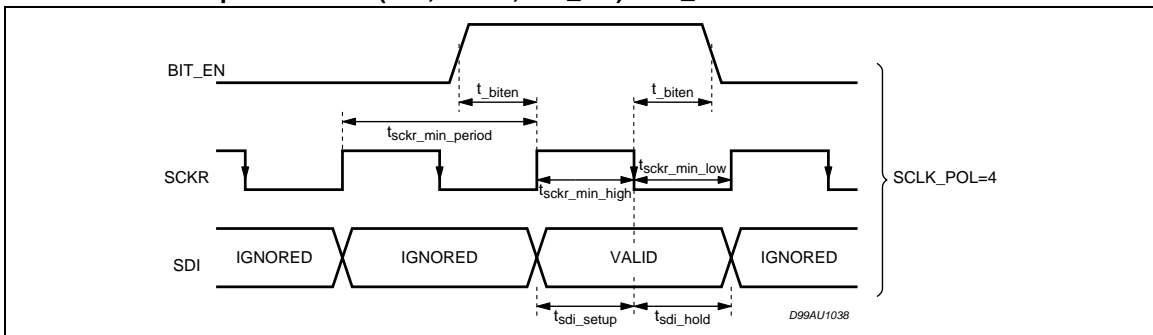 BIT_EN
t_biten
t_biten
tsckr_min_period
SCKR
tsckr_min_high
tsckr_min_low
SCLK_POL=4
SDI
IGNORED
IGNORED
VALID
IGNORED
tsdi_setup
tsdi_hold
D99AU1038